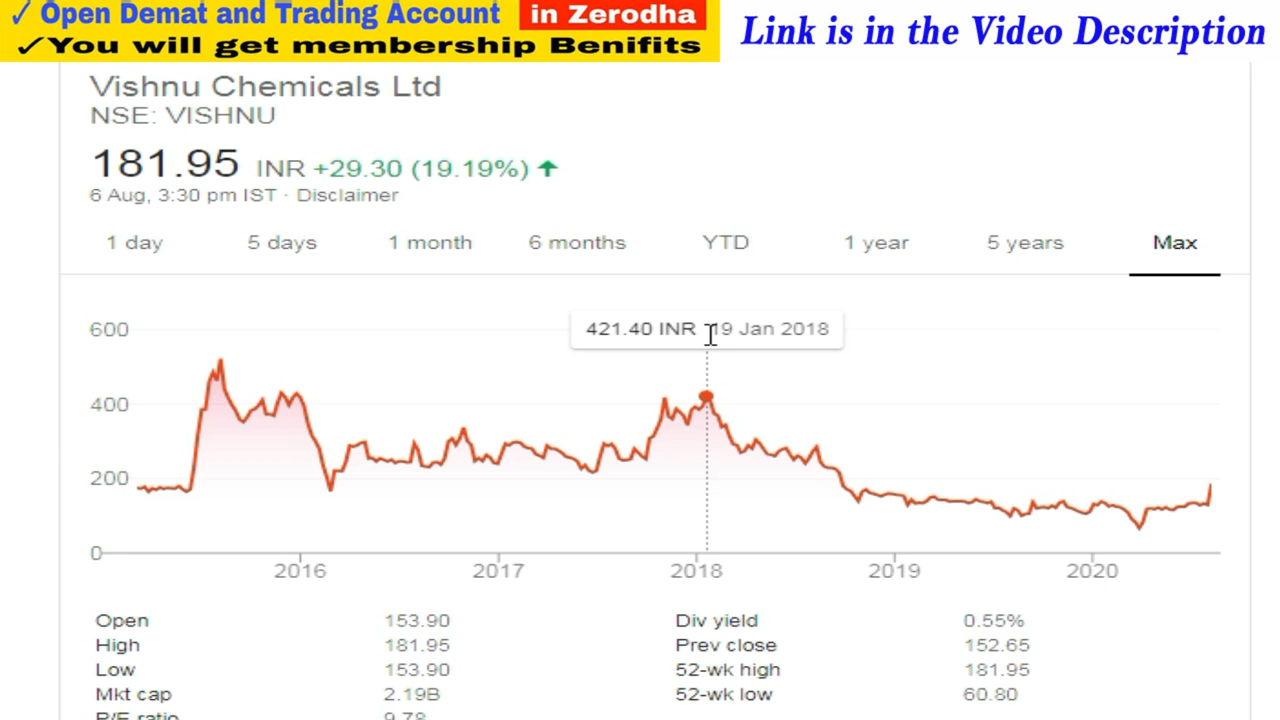 ✓ Open Demat and Trading Account in Zerodha
✓You will get membership Benifits
Link is in the Video Description
Vishnu Chemicals Ltd
NSE: VISHNU
181.95 INR +29.30 (19.19%) ↑
6 Aug, 3:30 pm IST · Disclaimer
1 day 5 days 1 month 6 months YTD 1 year 5 years Max
421.40 INR 19 Jan 2018
600
400
200
0
2016 2017 2018 2019 2020
Open 153.90 Div yield 0.55%
High 181.95 Prev close 152.65
Low 153.90 52-wk high 181.95
Mkt cap 2.19B 52-wk low 60.80
P/E ratio 9.78